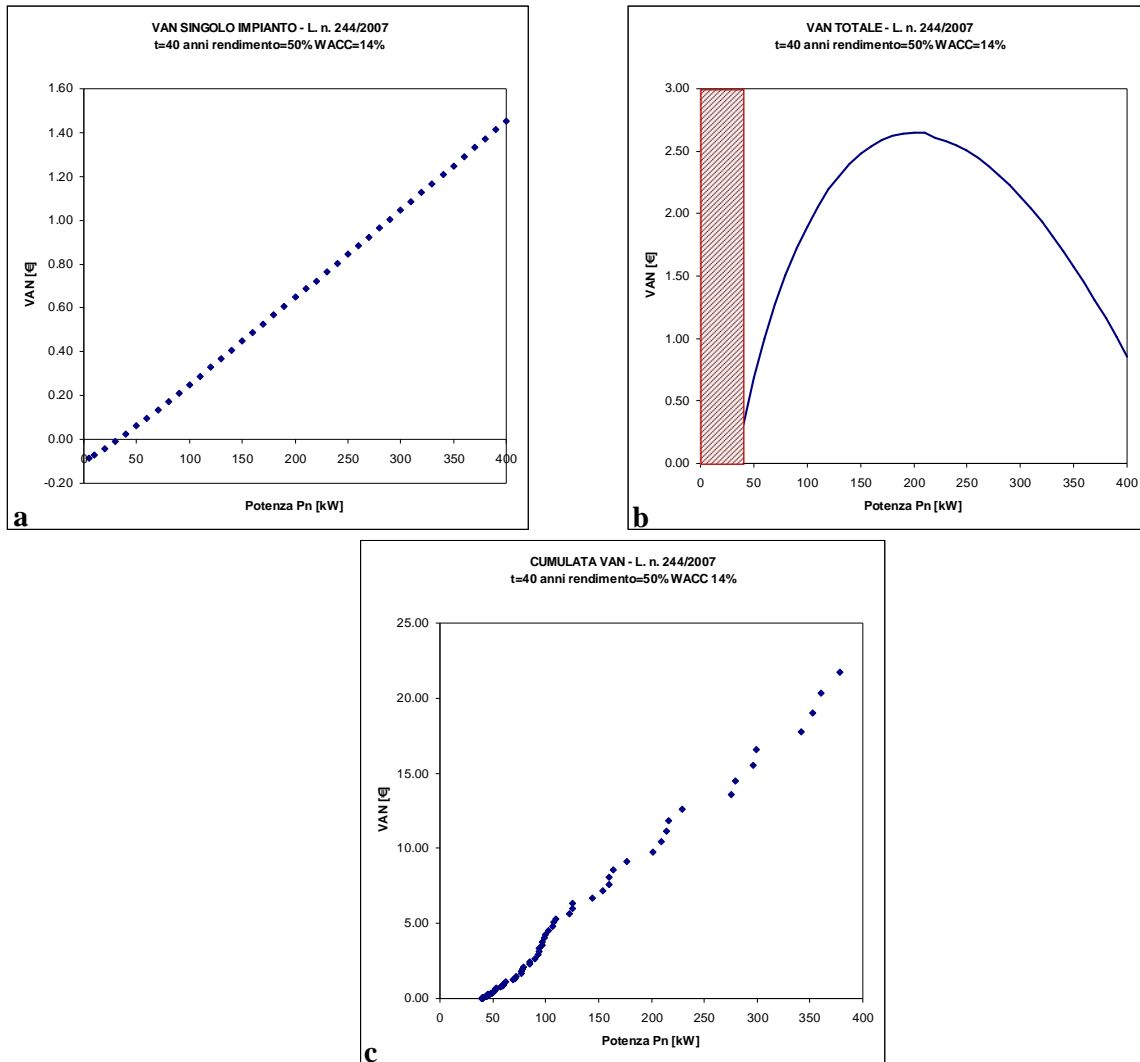 VAN SINGOLO IMPIANTO - L. n. 244/2007
t=40 anni rendimento=50% WACC=14%
1.60
1.40
1.20
1.00
0.80
0.60
0.40
0.20
0.00
-0.20
0 50 100 150 200 250 300 350 400
VAN [€]
Potenza Pn [kW]
a
VAN TOTALE - L. n. 244/2007
t=40 anni rendimento=50% WACC=14%
3.00
2.50
2.00
1.50
1.00
0.50
0.00
0 50 100 150 200 250 300 350 400
VAN [€]
Potenza Pn [kW]
b
CUMULATA VAN - L. n. 244/2007
t=40 anni rendimento=50% WACC 14%
25.00
20.00
15.00
10.00
5.00
0.00
0 50 100 150 200 250 300 350 400
VAN [€]
Potenza Pn [kW]
c